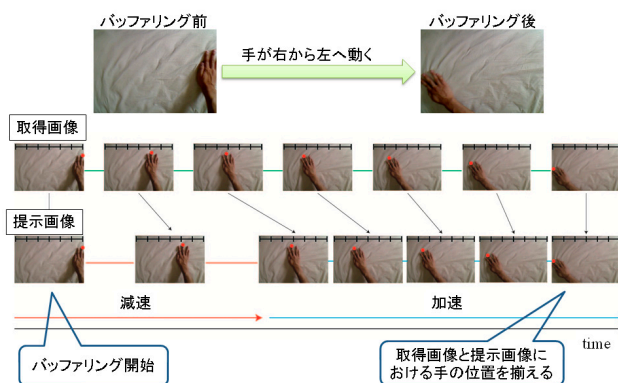 バッファリング前
バッファリング後
手が右から左へ動く
取得画像
提示画像
減速
加速
time
バッファリング開始
取得画像と提示画像に
おける手の位置を揃える